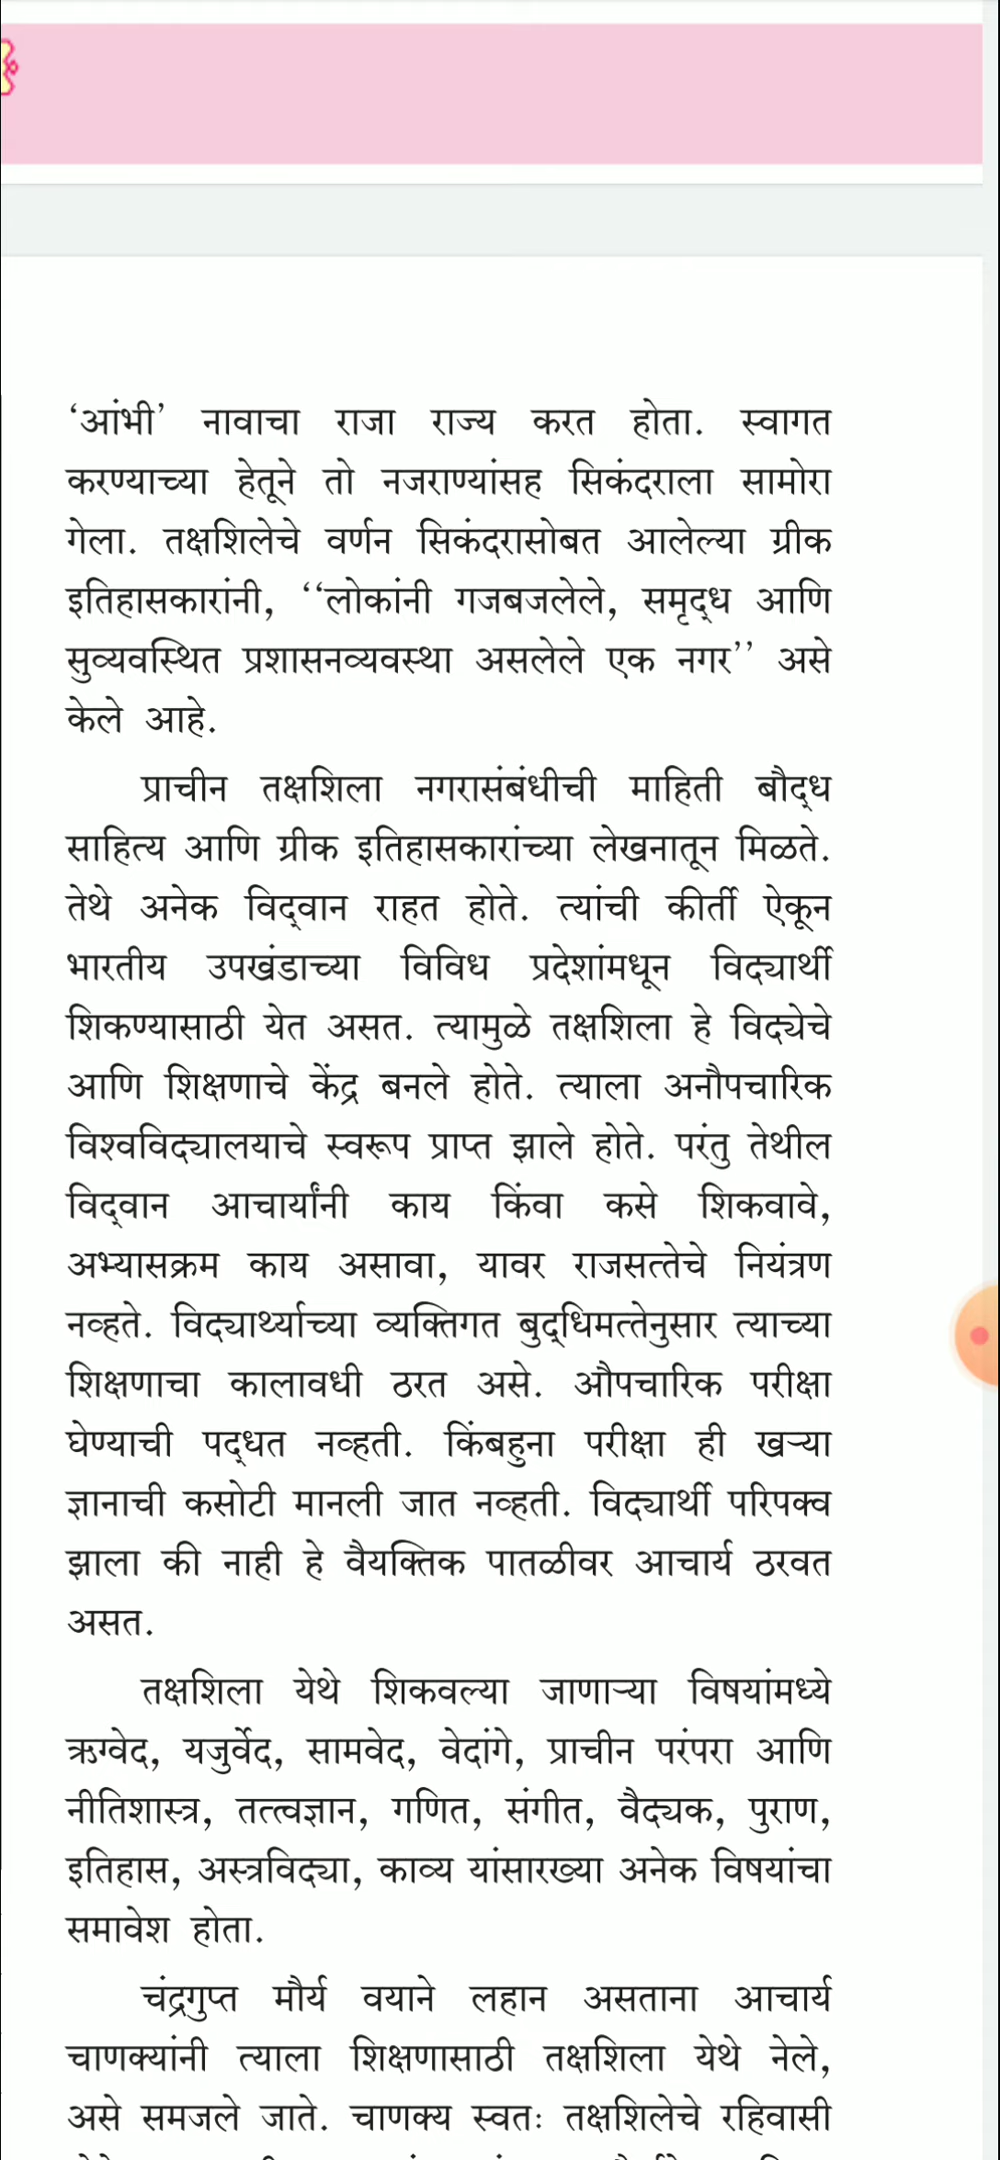 ‘आंभी’ नावाचा राजा राज्य करत होता. स्वागत
करण्याच्या हेतूने तो नजराण्यांसह सिकंदराला सामोरा
गेला. तक्षशिलेचे वर्णन सिकंदरासोबत आलेल्या ग्रीक
इतिहासकारांनी, ‘‘लोकांनी गजबजलेले, समृद्ध आणि
सुव्यवस्थित प्रशासनव्यवस्था असलेले एक नगर’’ असे
केले आहे.
प्राचीन तक्षशिला नगरासंबंधीची माहिती बौद्ध
साहित्य आणि ग्रीक इतिहासकारांच्या लेखनातून मिळते.
तेथे अनेक विद्वान राहत होते. त्यांची कीर्ती ऐकून
भारतीय उपखंडाच्या विविध प्रदेशांमधून विद्यार्थी
शिकण्यासाठी येत असत. त्यामुळे तक्षशिला हे विद्येचे
आणि शिक्षणाचे केंद्र बनले होते. त्याला अनौपचारिक
विश्वविद्यालयाचे स्वरूप प्राप्त झाले होते. परंतु तेथील
विद्वान आचार्यांनी काय किंवा कसे शिकवावे,
अभ्यासक्रम काय असावा, यावर राजसत्तेचे नियंत्रण
नव्हते. विद्यार्थ्याच्या व्यक्तिगत बुद्धिमत्तेनुसार त्याच्या
शिक्षणाचा कालावधी ठरत असे. औपचारिक परीक्षा
घेण्याची पद्धत नव्हती. किंबहुना परीक्षा ही खऱ्या
ज्ञानाची कसोटी मानली जात नव्हती. विद्यार्थी परिपक्व
झाला की नाही हे वैयक्तिक पातळीवर आचार्य ठरवत
असत.
तक्षशिला येथे शिकवल्या जाणाऱ्या विषयांमध्ये
ऋग्वेद, यजुर्वेद, सामवेद, वेदांगे, प्राचीन परंपरा आणि
नीतिशास्त्र, तत्त्वज्ञान, गणित, संगीत, वैद्यक, पुराण,
इतिहास, अस्त्रविद्या, काव्य यांसारख्या अनेक विषयांचा
समावेश होता.
चंद्रगुप्त मौर्य वयाने लहान असताना आचार्य
चाणक्यांनी त्याला शिक्षणासाठी तक्षशिला येथे नेले,
असे समजले जाते. चाणक्य स्वतः तक्षशिलेचे रहिवासी